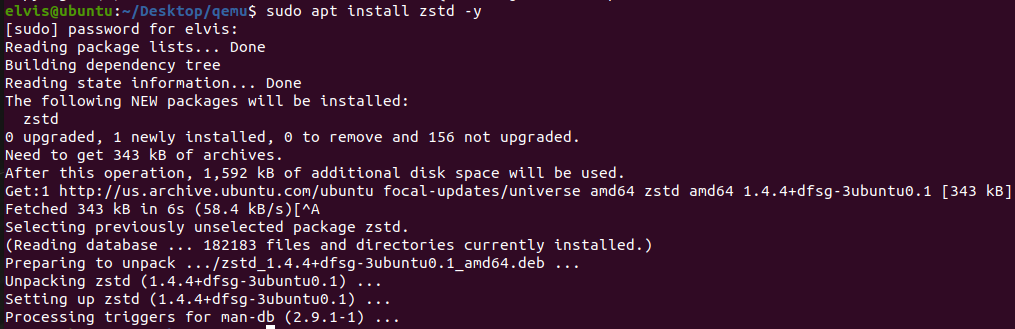 elvis@ubuntu:~/Desktop/qemu$ sudo apt install zstd -y
[sudo] password for elvis:
Reading package lists... Done
Building dependency tree
Reading state information... Done
The following NEW packages will be installed:
  zstd
0 upgraded, 1 newly installed, 0 to remove and 156 not upgraded.
Need to get 343 kB of archives.
After this operation, 1,592 kB of additional disk space will be used.
Get:1 http://us.archive.ubuntu.com/ubuntu focal-updates/universe amd64 zstd amd64 1.4.4+dfsg-3ubuntu0.1 [343 kB]
Fetched 343 kB in 6s (58.4 kB/s)[^A
Selecting previously unselected package zstd.
(Reading database ... 182183 files and directories currently installed.)
Preparing to unpack .../zstd_1.4.4+dfsg-3ubuntu0.1_amd64.deb ...
Unpacking zstd (1.4.4+dfsg-3ubuntu0.1) ...
Setting up zstd (1.4.4+dfsg-3ubuntu0.1) ...
Processing triggers for man-db (2.9.1-1) ...